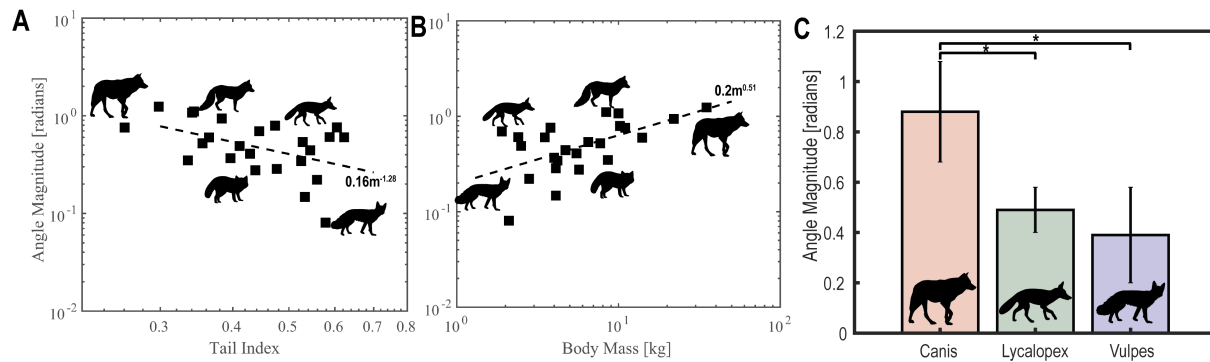 A
Angle Magnitude [radians]
10^1
10^0
10^-1
10^-2
0.16m^-1.28
0.3
0.4
0.5
0.6
0.7
0.8
Tail Index
B
10^1
10^0
10^-1
10^-2
0.2m^0.51
10^0
10^1
10^2
Body Mass [kg]
C
Angle Magnitude [radians]
1.2
1
0.8
0.6
0.4
0.2
0
*
*
Canis
Lycalopex
Vulpes